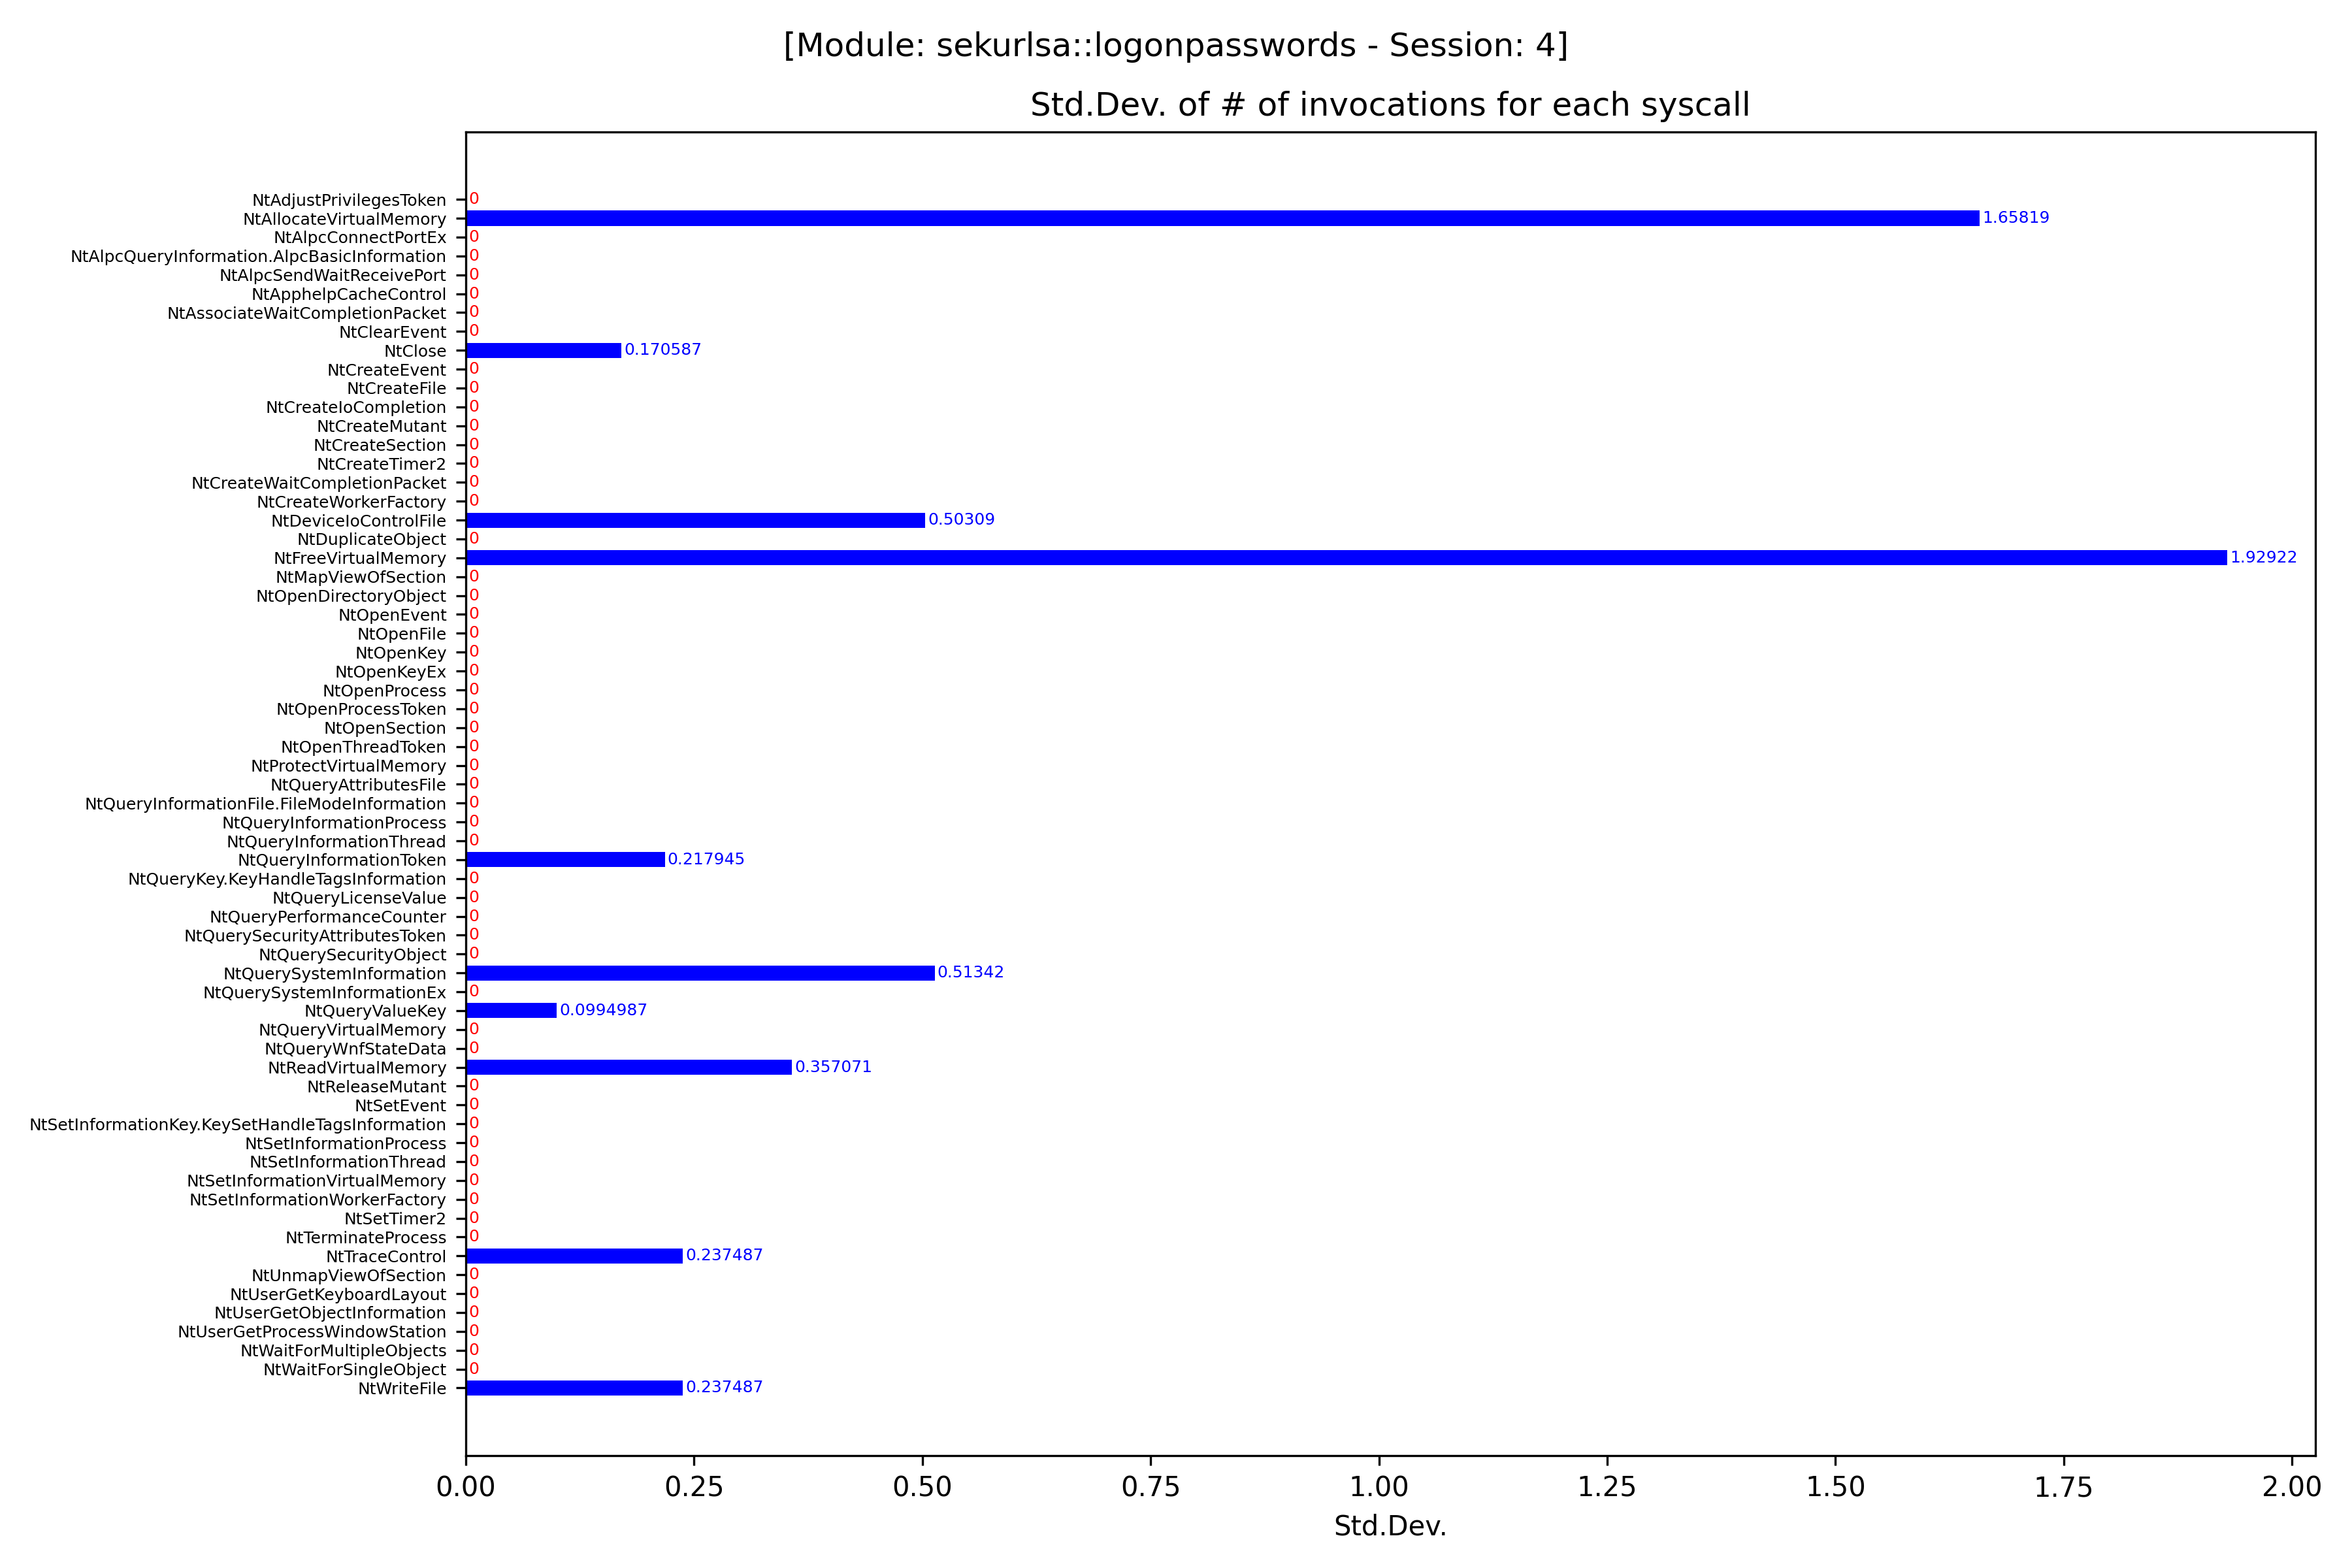 [Module: sekurlsa::logonpasswords - Session: 4]
Std.Dev. of # of invocations for each syscall
NtAdjustPrivilegesToken 0
NtAllocateVirtualMemory 1.65819
NtAlpcConnectPortEx 0
NtAlpcQueryInformation.AlpcBasicInformation 0
NtAlpcSendWaitReceivePort 0
NtApphelpCacheControl 0
NtAssociateWaitCompletionPacket 0
NtClearEvent 0
NtClose 0.170587
NtCreateEvent 0
NtCreateFile 0
NtCreateIoCompletion 0
NtCreateMutant 0
NtCreateSection 0
NtCreateTimer2 0
NtCreateWaitCompletionPacket 0
NtCreateWorkerFactory 0
NtDeviceIoControlFile 0.50309
NtDuplicateObject 0
NtFreeVirtualMemory 1.92922
NtMapViewOfSection 0
NtOpenDirectoryObject 0
NtOpenEvent 0
NtOpenFile 0
NtOpenKey 0
NtOpenKeyEx 0
NtOpenProcess 0
NtOpenProcessToken 0
NtOpenSection 0
NtOpenThreadToken 0
NtProtectVirtualMemory 0
NtQueryAttributesFile 0
NtQueryInformationFile.FileModeInformation 0
NtQueryInformationProcess 0
NtQueryInformationThread 0
NtQueryInformationToken 0.217945
NtQueryKey.KeyHandleTagsInformation 0
NtQueryLicenseValue 0
NtQueryPerformanceCounter 0
NtQuerySecurityAttributesToken 0
NtQuerySecurityObject 0
NtQuerySystemInformation 0.51342
NtQuerySystemInformationEx 0
NtQueryValueKey 0.0994987
NtQueryVirtualMemory 0
NtQueryWnfStateData 0
NtReadVirtualMemory 0.357071
NtReleaseMutant 0
NtSetEvent 0
NtSetInformationKey.KeySetHandleTagsInformation 0
NtSetInformationProcess 0
NtSetInformationThread 0
NtSetInformationVirtualMemory 0
NtSetInformationWorkerFactory 0
NtSetTimer2 0
NtTerminateProcess 0
NtTraceControl 0.237487
NtUnmapViewOfSection 0
NtUserGetKeyboardLayout 0
NtUserGetObjectInformation 0
NtUserGetProcessWindowStation 0
NtWaitForMultipleObjects 0
NtWaitForSingleObject 0
NtWriteFile 0.237487
0.00 0.25 0.50 0.75 1.00 1.25 1.50 1.75 2.00
Std.Dev.